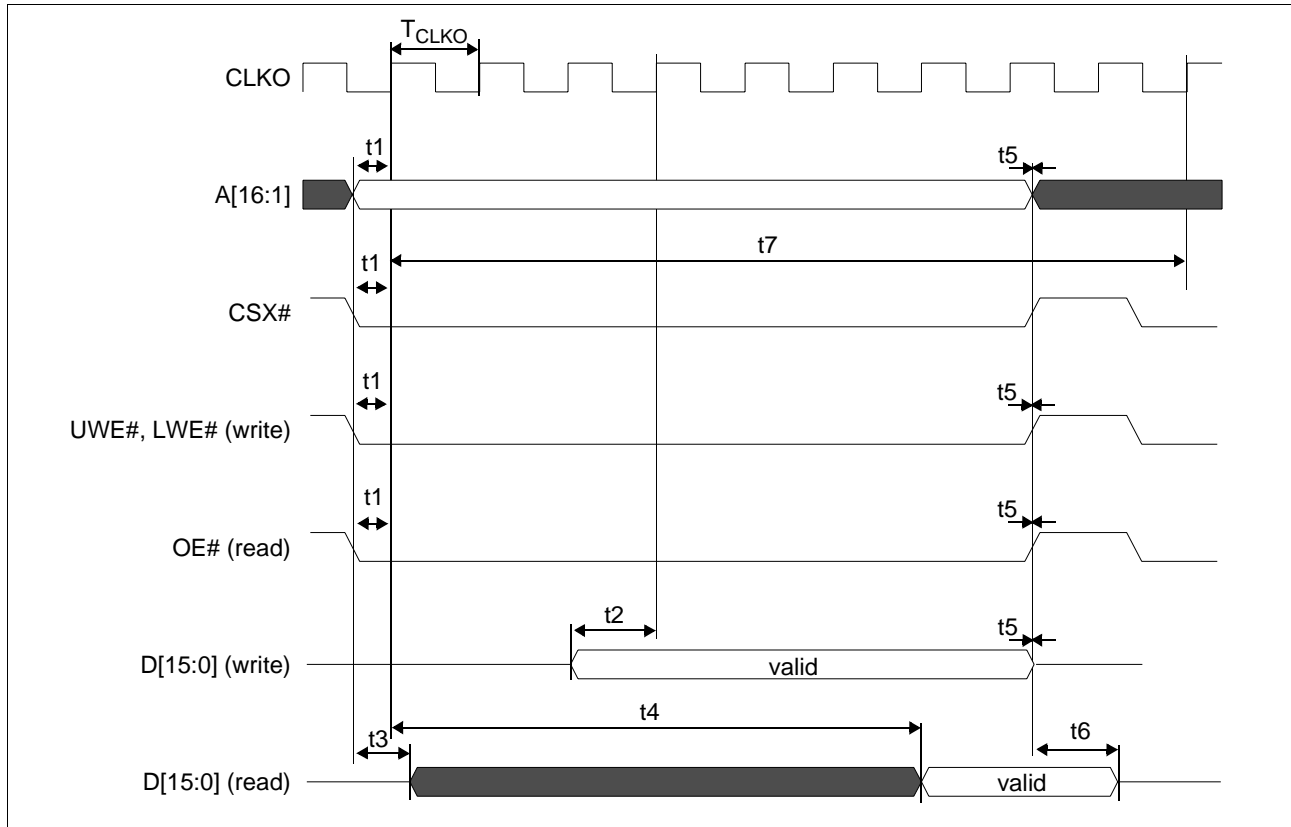 T_CLKO
CLKO
t1
t5
A[16:1]
t7
t1
CSX#
t1
t5
UWE#, LWE# (write)
t1
t5
OE# (read)
t2
t5
D[15:0] (write)
valid
t4
t3
t6
D[15:0] (read)
valid